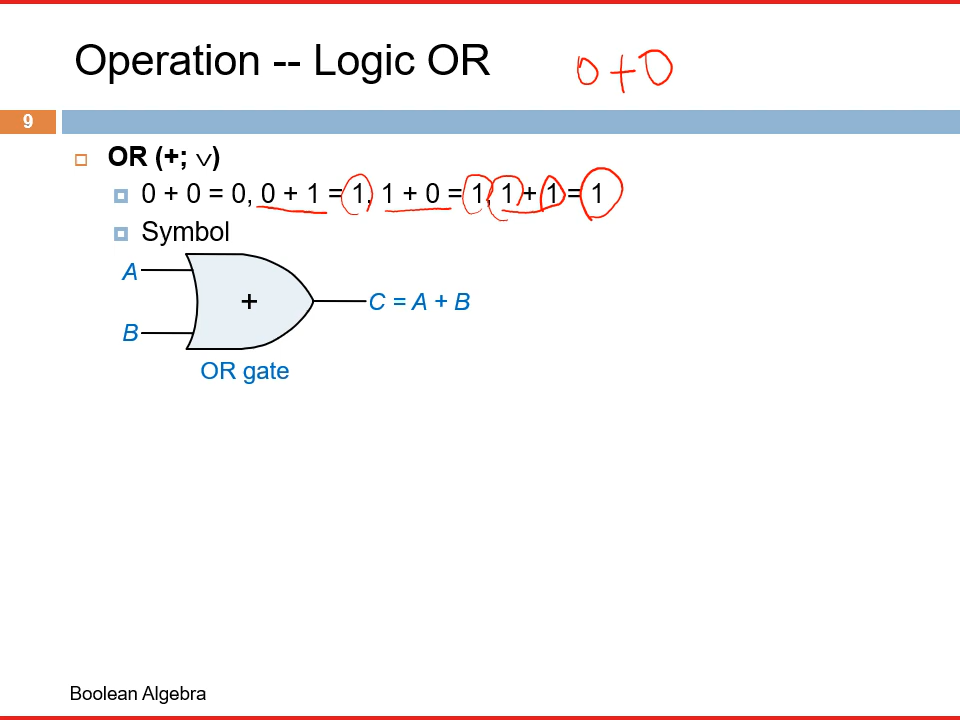 Operation -- Logic OR 0+0
9
OR (+; ∨)
0 + 0 = 0, 0 + 1 = 1, 1 + 0 = 1, 1 + 1 = 1
Symbol
A
+
C = A + B
B
OR gate
Boolean Algebra